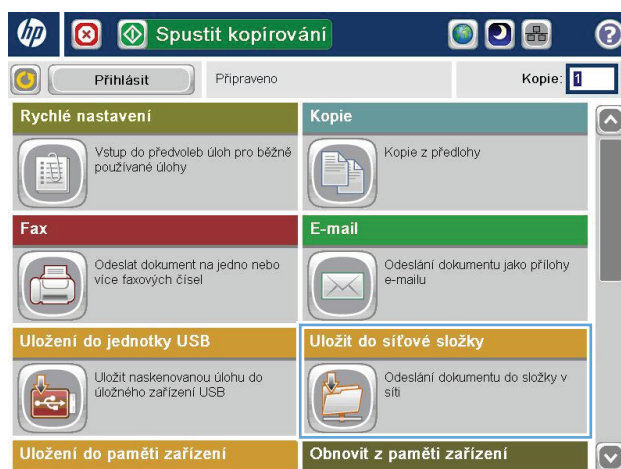 hp
Spustit kopírování
?
Přihlásit
Připraveno
Kopie: 1
Rychlé nastavení
Vstup do předvoleb úloh pro běžně
používané úlohy
Kopie
Kopie z předlohy
Fax
Odeslat dokument na jedno nebo
více faxových čísel
E-mail
Odeslání dokumentu jako přílohy
e-mailu
Uložení do jednotky USB
Uložit naskenovanou úlohu do
úložného zařízení USB
Uložit do síťové složky
Odeslání dokumentu do složky v
síti
Uložení do paměti zařízení
Obnovit z paměti zařízení